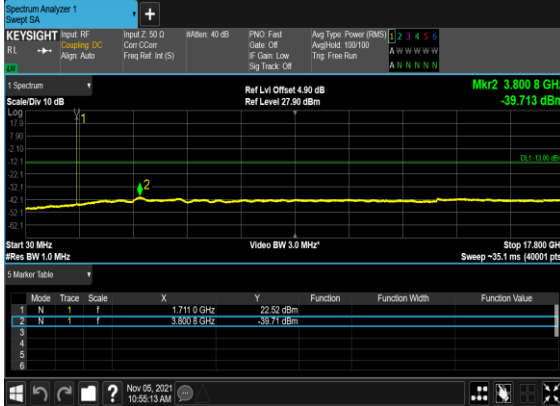 Spectrum Analyzer 1
Swept SA
+
KEYSIGHT
RL
Input: RF
Coupling: DC
Align: Auto
Input Z: 50 Ω
Corr CCorr
Freq Ref: Int (S)
#Atten: 40 dB
PNO: Fast
Gate: Off
IF Gain: Low
Sig Track: Off
Avg Type: Power (RMS)
Avg|Hold: 100/100
Trig: Free Run
1 2 3 4 5 6
A W W W W W
A N N N N N
1 Spectrum
Scale/Div 10 dB
Ref Lvl Offset 4.90 dB
Ref Level 27.90 dBm
Mkr2 3.800 8 GHz
-39.713 dBm
Log
17.9
7.90
-2.10
-12.1
-22.1
-32.1
-42.1
-52.1
-62.1
1
2
DL1 -13.00 dBm
Start 30 MHz
#Res BW 1.0 MHz
Video BW 3.0 MHz*
Stop 17.800 GH
Sweep ~35.1 ms (40001 pts
5 Marker Table
Mode Trace Scale X Y Function Function Width Function Value
1 N 1 f 1.711 0 GHz 22.52 dBm
2 N 1 f 3.800 8 GHz -39.71 dBm
3
4
5
6
?
Nov 05, 2021
10:55:13 AM